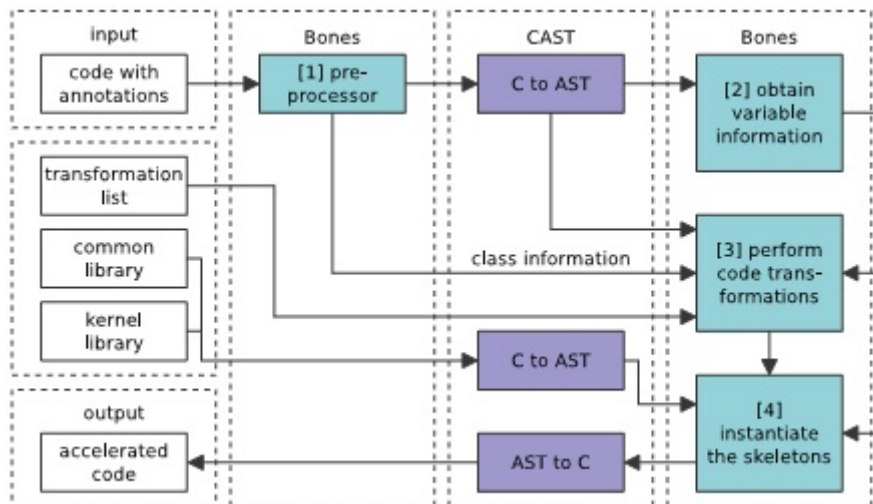 input
Bones
CAST
Bones
code with
annotations
[1] pre-
processor
C to AST
[2] obtain
variable
information
transformation
list
common
library
kernel
library
class information
[3] perform
code trans-
formations
C to AST
[4]
instantiate
the skeletons
output
accelerated
code
AST to C